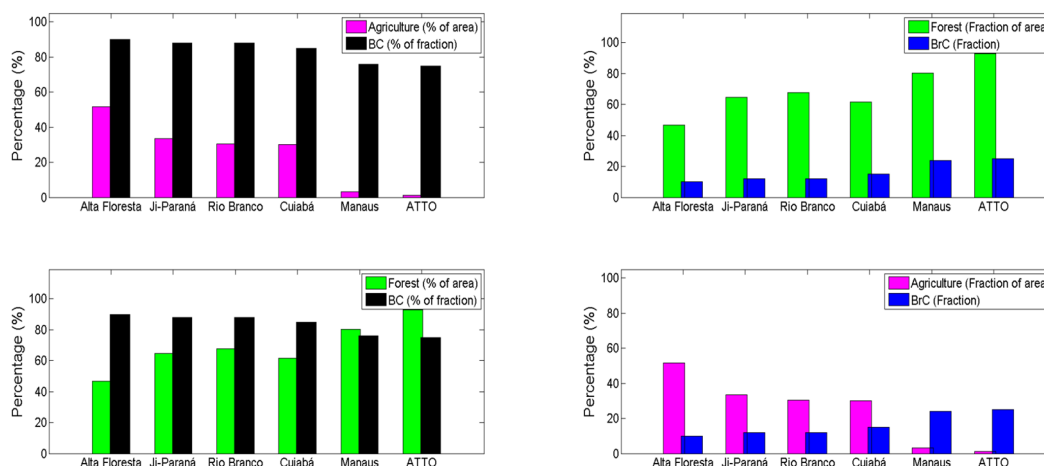 100
80
60
40
20
0
Percentage (%)
Agriculture (% of area)
BC (% of fraction)
Alta Floresta Ji-Paraná Rio Branco Cuiabá Manaus ATTO
100
80
60
40
20
0
Percentage (%)
Forest (Fraction of area)
BrC (Fraction)
Alta Floresta Ji-Paraná Rio Branco Cuiabá Manaus ATTO
100
80
60
40
20
0
Percentage (%)
Forest (% of area)
BC (% of fraction)
Alta Floresta Ji-Paraná Rio Branco Cuiabá Manaus ATTO
100
80
60
40
20
0
Percentage (%)
Agriculture (Fraction of area)
BrC (Fraction)
Alta Floresta Ji-Paraná Rio Branco Cuiabá Manaus ATTO